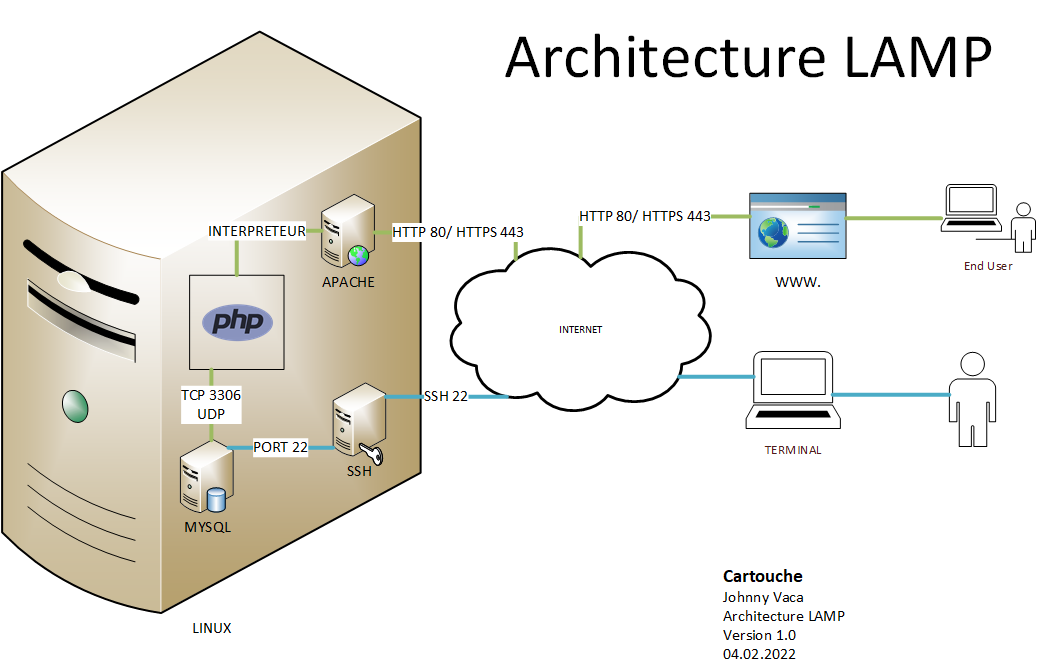 Architecture LAMP
INTERPRETEUR
HTTP 80/ HTTPS 443
HTTP 80/ HTTPS 443
APACHE
WWW.
End User
php
INTERNET
TCP 3306
UDP
SSH 22
PORT 22
SSH
MYSQL
TERMINAL
LINUX
Cartouche
Johnny Vaca
Architecture LAMP
Version 1.0
04.02.2022